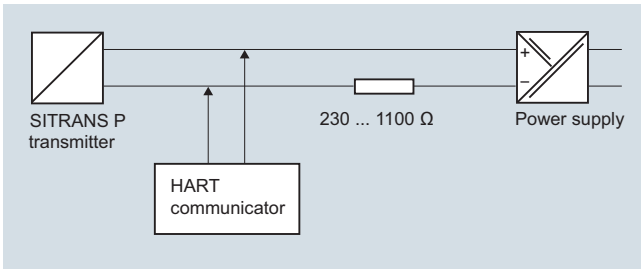 +
–
SITRANS P
transmitter
230 ... 1100 Ω
Power supply
HART
communicator